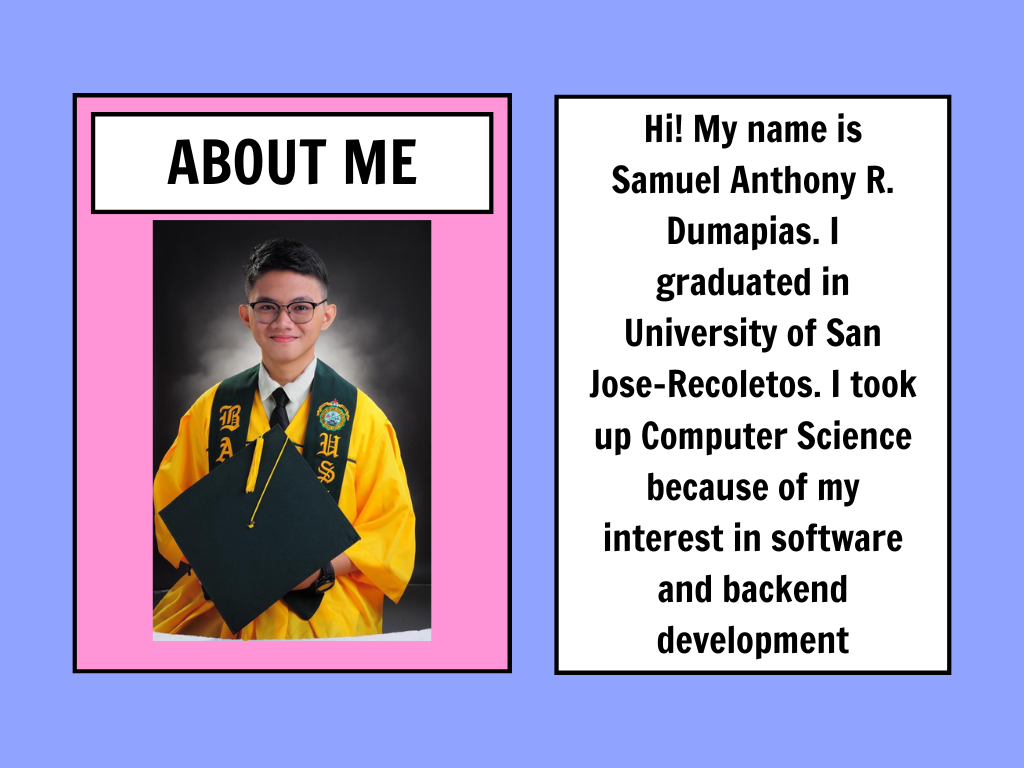 ABOUT ME
B
A
U
S
Hi! My name is
Samuel Anthony R.
Dumapias. I
graduated in
University of San
Jose-Recoletos. I took
up Computer Science
because of my
interest in software
and backend
development